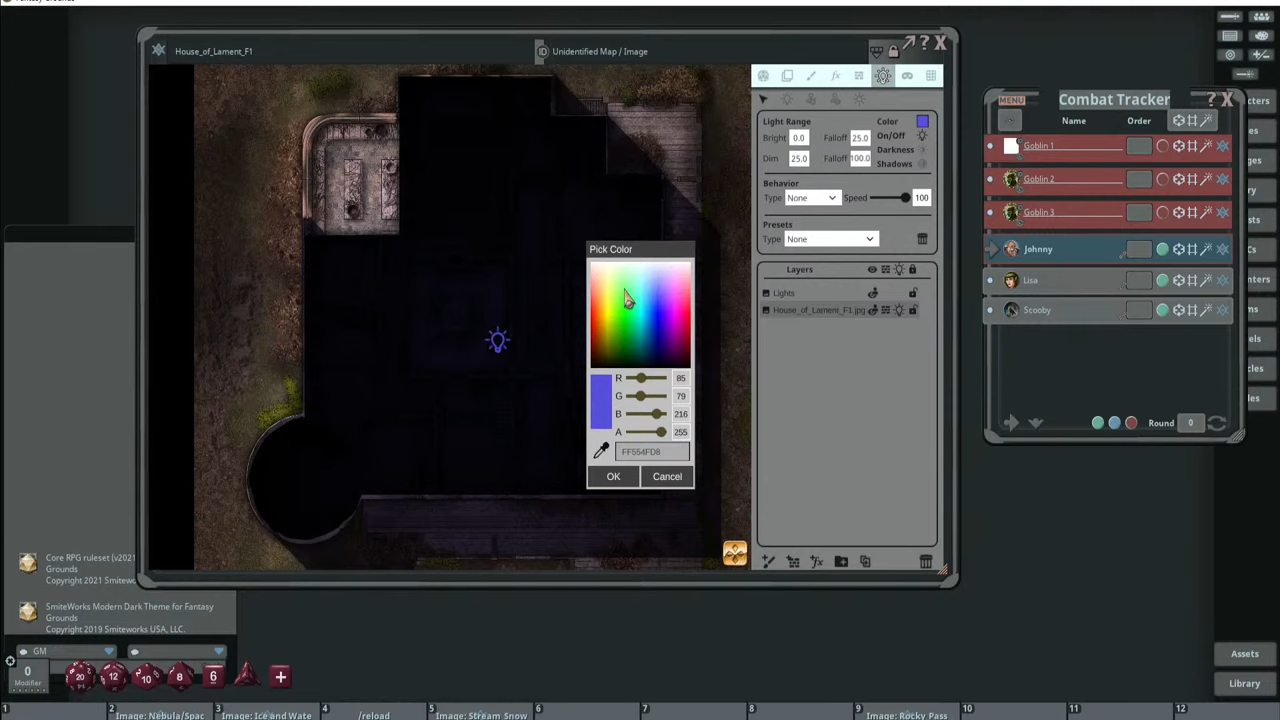 House_of_Lament_F1
ID
Unidentified Map / Image
?
X
Light Range
Color
Bright 0.0 Falloff 25.0
On/Off
Dim 25.0 Falloff 100.0
Darkness
Shadows
Behavior
Type None Speed 100
Presets
Type None
Layers
Lights
House_of_Lament_F1.jpg
Pick Color
R 85
G 79
B 216
A 255
FF554FD8
OK Cancel
MENU
Combat Tracker
? X
Name Order
Goblin 1
Goblin 2
Goblin 3
Johnny
Lisa
Scooby
Round 0
Assets
Library
Core RPG ruleset (v2021
Grounds
Copyright 2021 Smiteworks
SmiteWorks Modern Dark Theme for Fantasy
Grounds
Copyright 2019 Smiteworks USA, LLC.
GM
0
Modifier
20 12 10 8 6 +
1 2 3 4 5 6 7 8 9 10 11 12
Image: Nebula/Spac Image: Ice and Wate /reload Image: Stream Snow Image: Rocky Pass